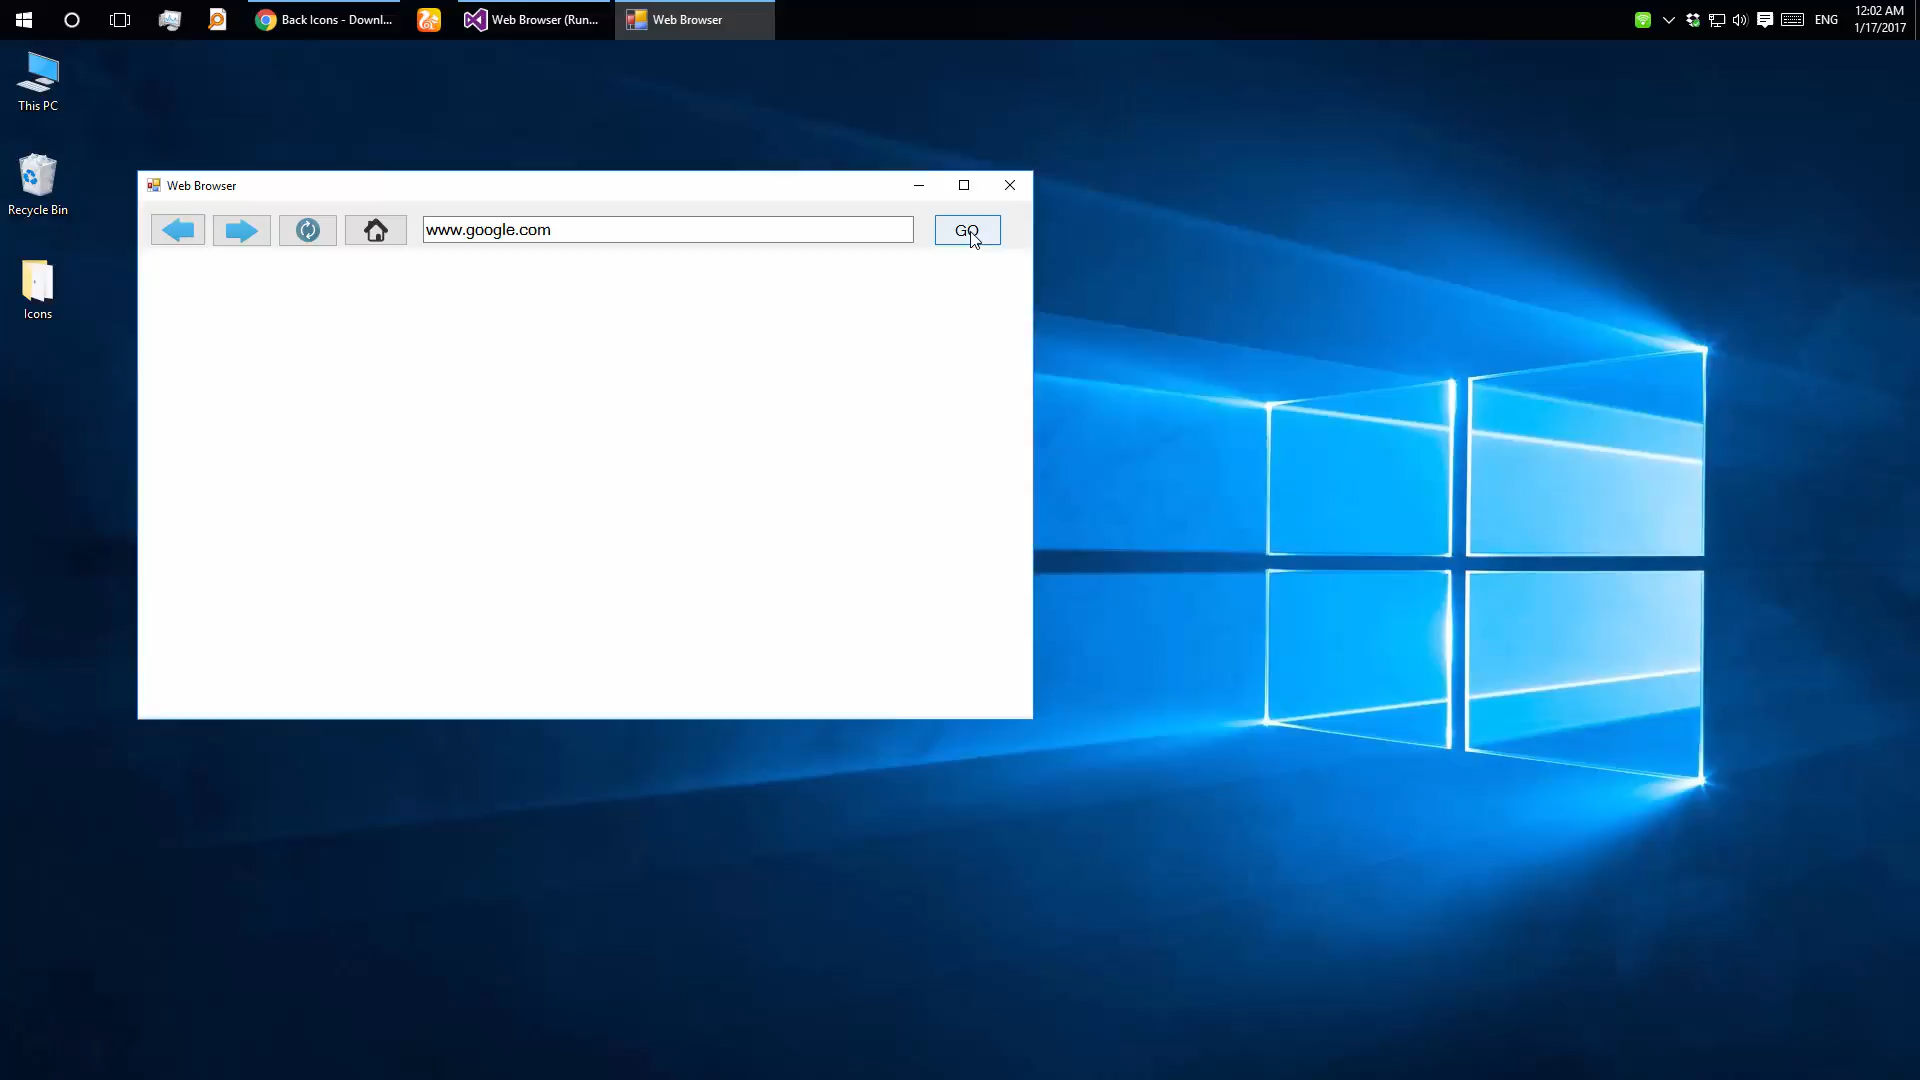 Back Icons - Downl...
Web Browser (Run...
Web Browser
ENG
12:02 AM
1/17/2017
This PC
Recycle Bin
Icons
Web Browser
www.google.com
GO